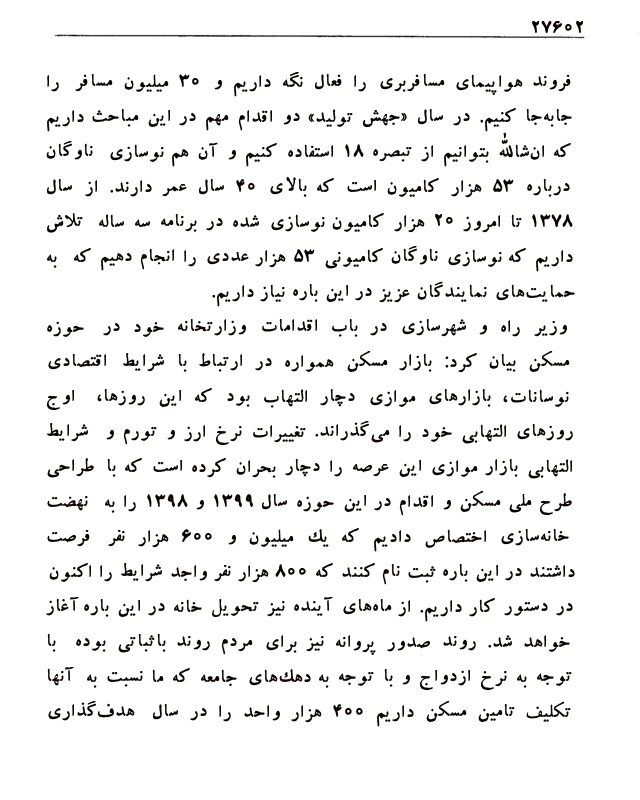 ۲۷۶۰۲
فروند هواپیمای مسافربری را فعال نگه داریم و ۳۰ میلیون مسافر را
جابه‌جا کنیم. در سال «جهش تولید» دو اقدام مهم در این مباحث داریم
که ان‌شاالله بتوانیم از تبصره ۱۸ استفاده کنیم و آن هم نوسازی ناوگان
درباره ۵۳ هزار کامیون است که بالای ۴۰ سال عمر دارند. از سال
۱۳۷۸ تا امروز ۲۰ هزار کامیون نوسازی شده در برنامه سه ساله تلاش
داریم که نوسازی ناوگان کامیونی ۵۳ هزار عددی را انجام دهیم که به
حمایت‌های نمایندگان عزیز در این باره نیاز داریم.
وزیر راه و شهرسازی در باب اقدامات وزارتخانه خود در حوزه
مسکن بیان کرد: بازار مسکن همواره در ارتباط با شرایط اقتصادی
نوسانات، بازارهای موازی دچار التهاب بود که این روزها، اوج
روزهای التهابی خود را می‌گذراند. تغییرات نرخ ارز و تورم و شرایط
التهابی بازار موازی این عرصه را دچار بحران کرده است که با طراحی
طرح ملی مسکن و اقدام در این حوزه سال ۱۳۹۹ و ۱۳۹۸ را به نهضت
خانه‌سازی اختصاص دادیم که یك میلیون و ۶۰۰ هزار نفر فرصت
داشتند در این باره ثبت نام کنند که ۸۰۰ هزار نفر واجد شرایط را اکنون
در دستور کار داریم. از ماه‌های آینده نیز تحویل خانه در این باره آغاز
خواهد شد. روند صدور پروانه نیز برای مردم روند باثباتی بوده با
توجه به نرخ ازدواج و با توجه به دهك‌های جامعه که ما نسبت به آنها
تکلیف تامین مسکن داریم ۴۰۰ هزار واحد را در سال هدف‌گذاری